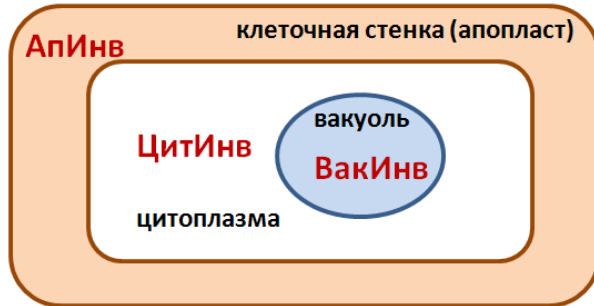 клеточная стенка (апопласт)
АпИнв
вакуоль
ЦитИнв
ВакИнв
цитоплазма